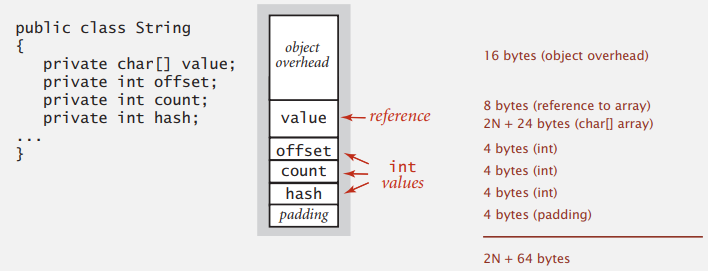 public class String
{
private char[] value;
private int offset;
private int count;
private int hash;
...
}
object
overhead
value
offset
count
hash
padding
reference
int
values
16 bytes (object overhead)
8 bytes (reference to array)
2N + 24 bytes (char[] array)
4 bytes (int)
4 bytes (int)
4 bytes (int)
4 bytes (padding)
2N + 64 bytes